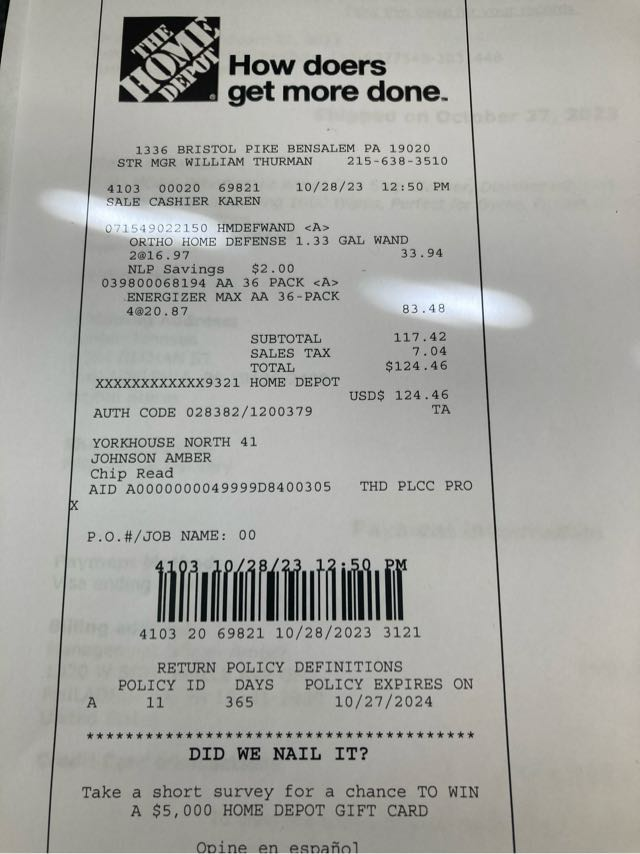 THE
HOME
DEPOT
How doers
get more done.
1336 BRISTOL PIKE BENSALEM PA 19020
STR MGR WILLIAM THURMAN 215-638-3510
4103 00020 69821 10/28/23 12:50 PM
SALE CASHIER KAREN
071549022150 HMDEFWAND <A>
ORTHO HOME DEFENSE 1.33 GAL WAND
2@16.97 33.94
NLP Savings $2.00
039800068194 AA 36 PACK <A>
ENERGIZER MAX AA 36-PACK
4@20.87 83.48
SUBTOTAL 117.42
SALES TAX 7.04
TOTAL $124.46
XXXXXXXXXXXX9321 HOME DEPOT
USD$ 124.46
AUTH CODE 028382/1200379 TA
YORKHOUSE NORTH 41
JOHNSON AMBER
Chip Read
AID A0000000049999D8400305 THD PLCC PRO
X
P.O.#/JOB NAME: 00
4103 10/28/23 12:50 PM
4103 20 69821 10/28/2023 3121
RETURN POLICY DEFINITIONS
POLICY ID DAYS POLICY EXPIRES ON
A 11 365 10/27/2024
***************************************
DID WE NAIL IT?
Take a short survey for a chance TO WIN
A $5,000 HOME DEPOT GIFT CARD
Opine en español